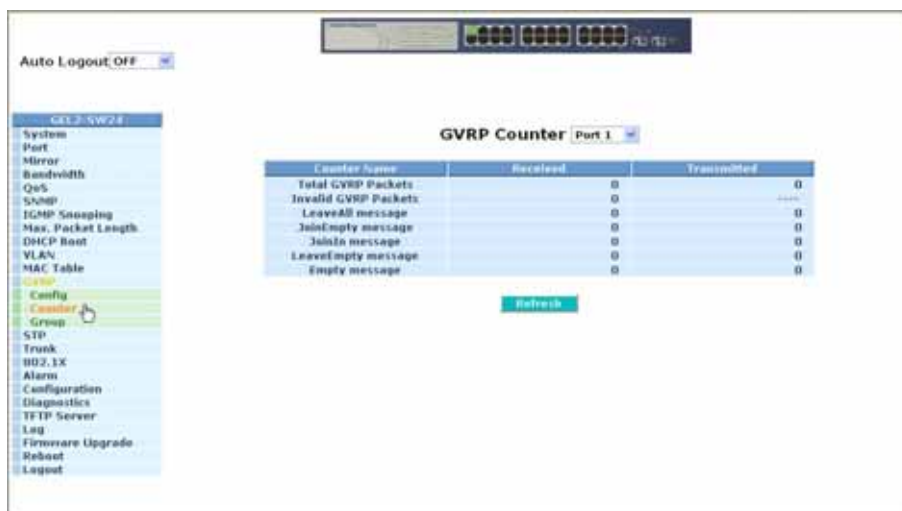 Auto Logout OFF
GEL2-SW24
System
Port
Mirror
Bandwidth
QoS
SNMP
IGMP Snooping
Max. Packet Length
DHCP Boot
VLAN
MAC Table
GVRP
Config
Counter
Group
STP
Trunk
802.1X
Alarm
Configuration
Diagnostics
TFTP Server
Log
Firmware Upgrade
Reboot
Logout
GVRP Counter Port 1
Counter Name Received Transmitted
Total GVRP Packets 0 0
Invalid GVRP Packets 0 ----
LeaveAll message 0 0
JoinEmpty message 0 0
JoinIn message 0 0
LeaveEmpty message 0 0
Empty message 0 0
Refresh